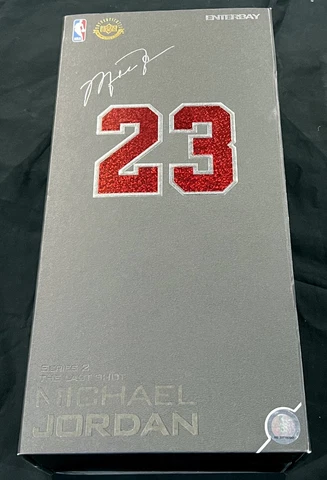 ENTERBAY
23
SERIES 2
THE LAST SHOT
MICHAEL
JORDAN